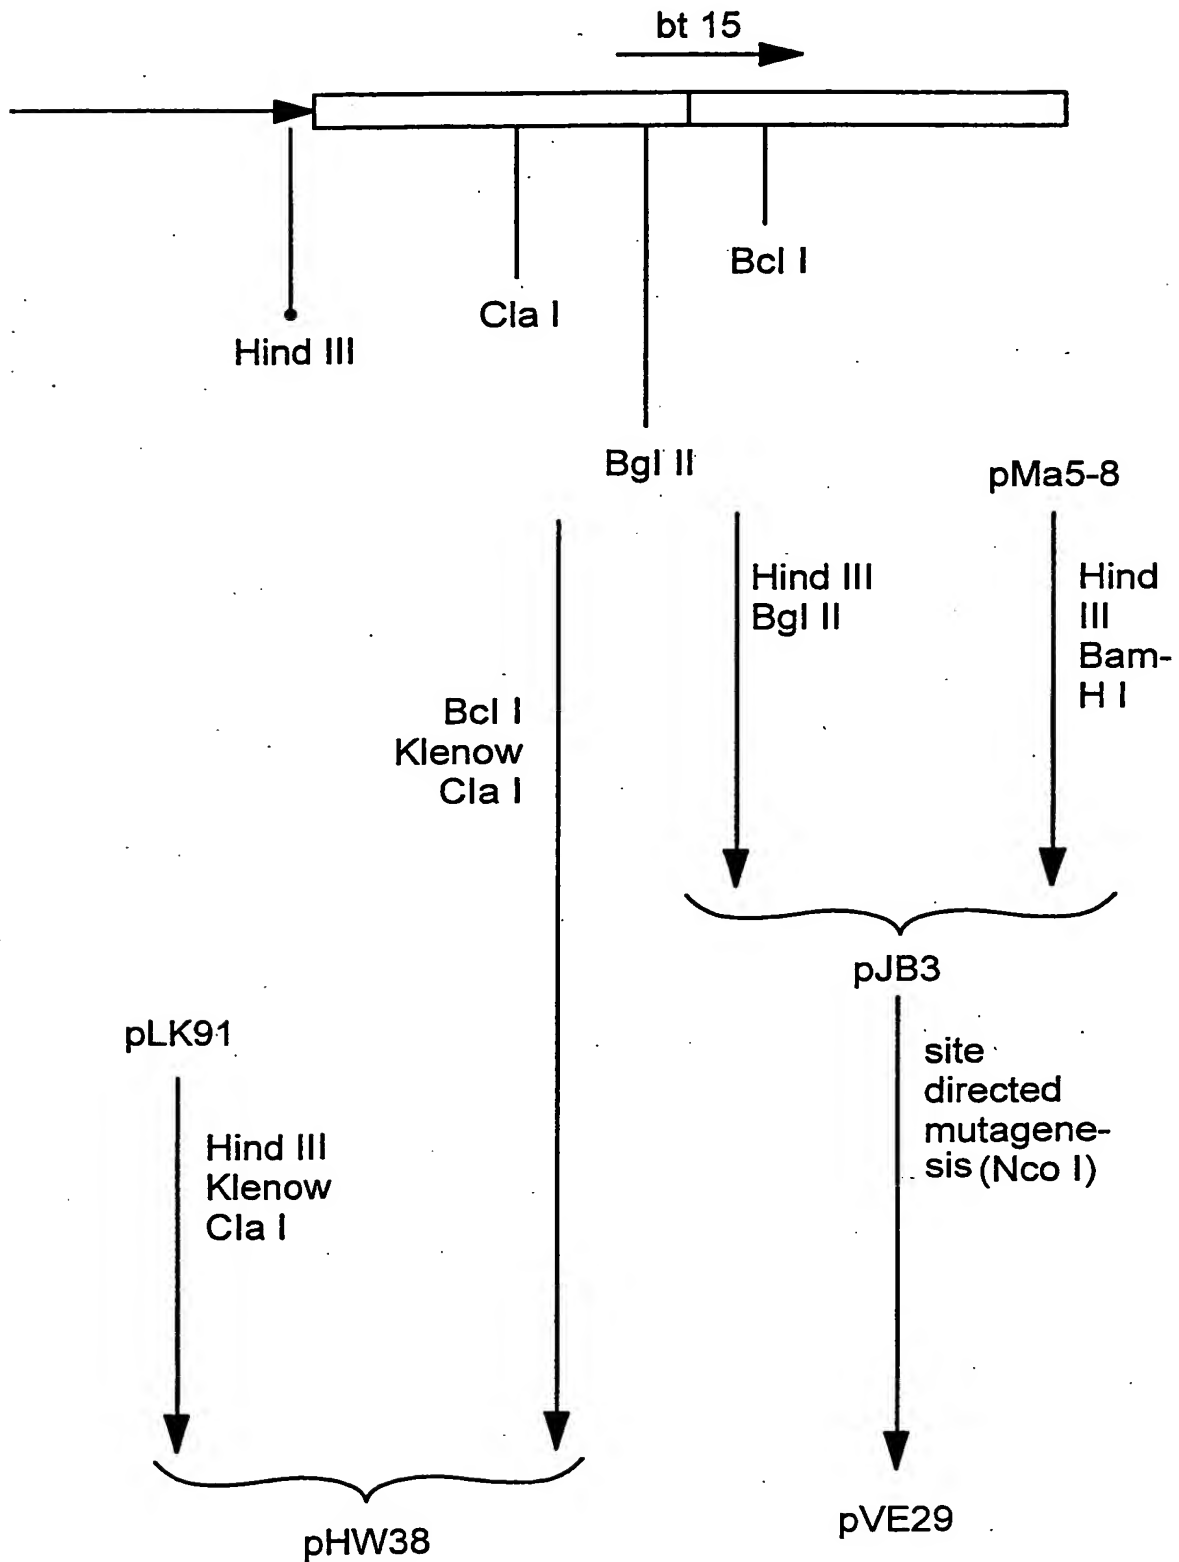 bt 15
Bcl I
Cla I
Hind III
Bgl II
pMa5-8
Hind III
Bgl II
Hind
III
Bam-
H I
Bcl I
Klenow
Cla I
pJB3
pLK91
site
directed
mutagene-
sis (Nco I)
Hind III
Klenow
Cla I
pVE29
pHW38